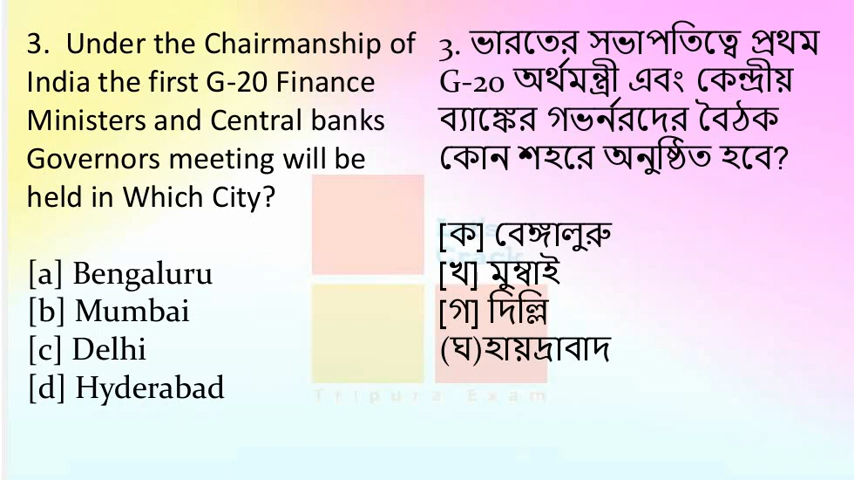 3. Under the Chairmanship of
India the first G-20 Finance
Ministers and Central banks
Governors meeting will be
held in Which City?
[a] Bengaluru
[b] Mumbai
[c] Delhi
[d] Hyderabad
3. ভারতের সভাপতিত্বে প্রথম
G-20 অর্থমন্ত্রী এবং কেন্দ্রীয়
ব্যাঙ্কের গভর্নরদের বৈঠক
কোন শহরে অনুষ্ঠিত হবে?
[ক] বেঙ্গালুরু
[খ] মুম্বাই
[গ] দিল্লি
(ঘ)হায়দ্রাবাদ
Tripura Exam